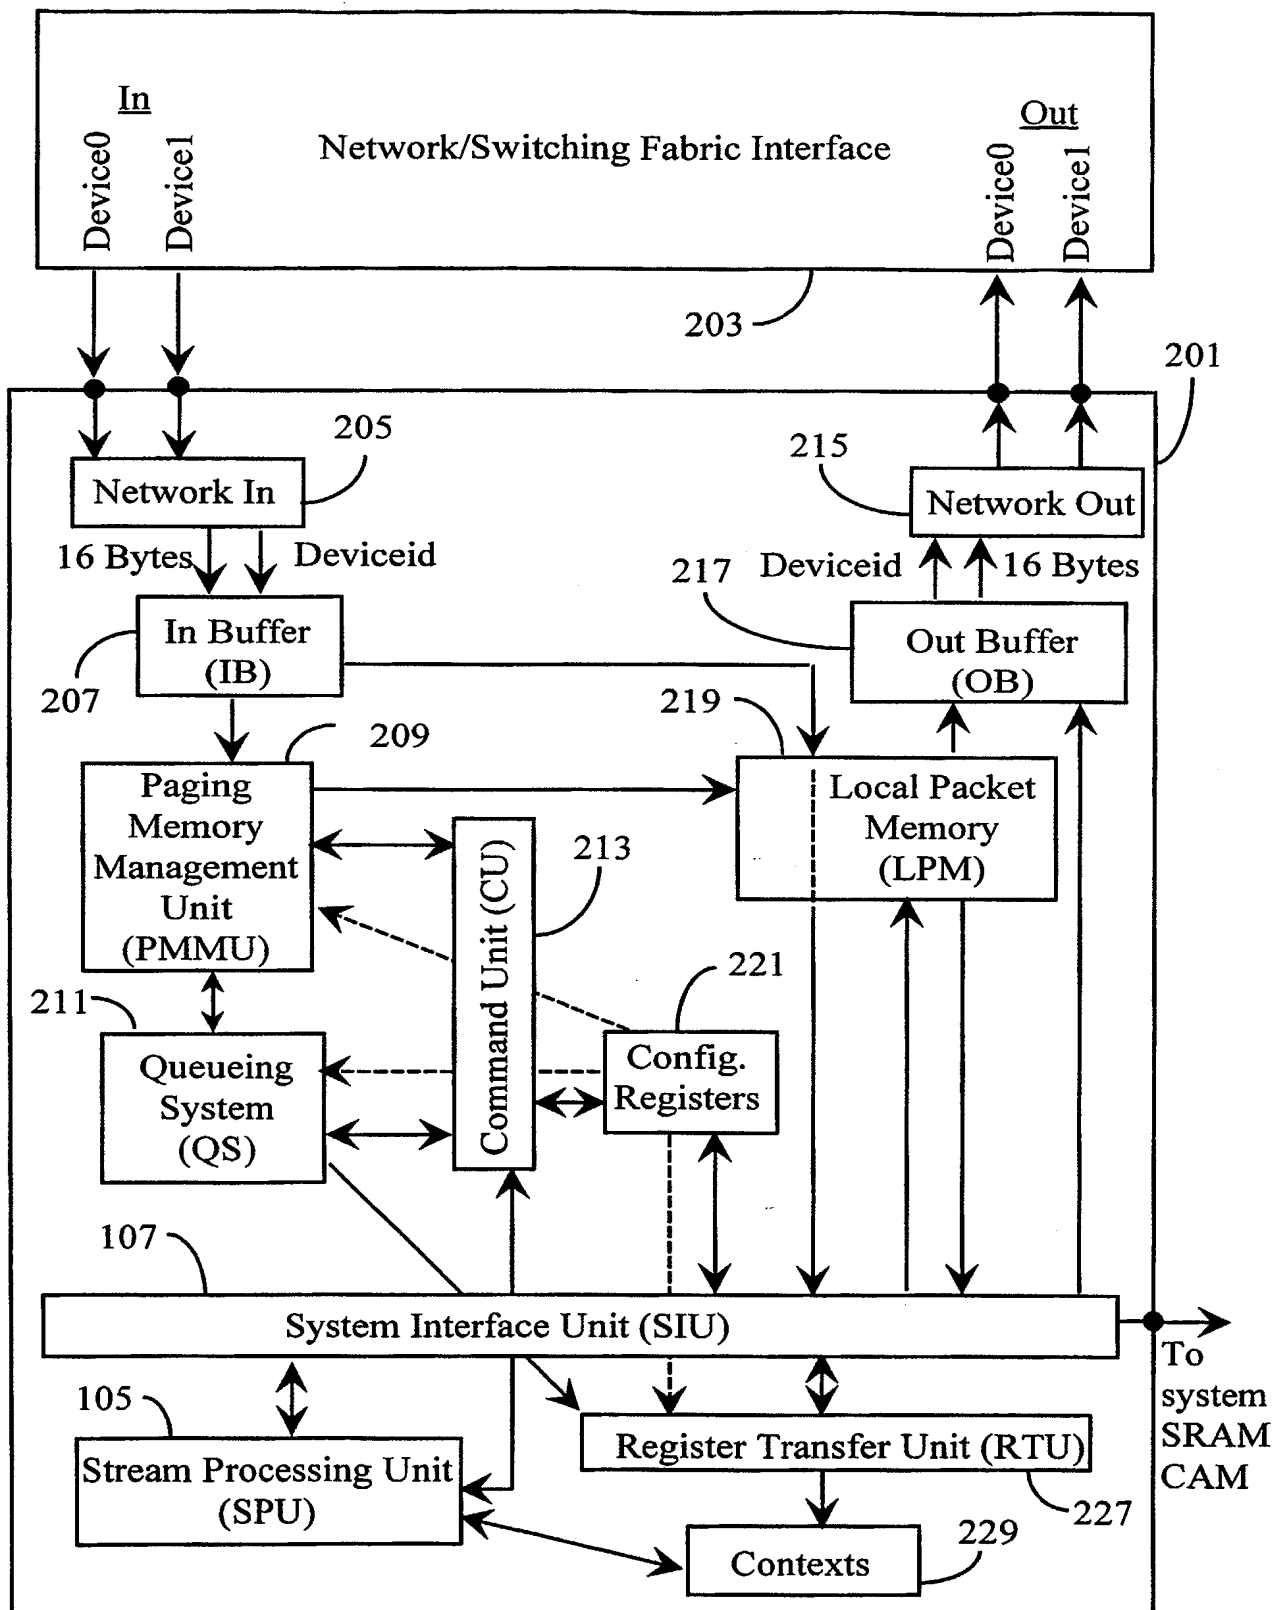 In
Out
Device0
Device1
Network/Switching Fabric Interface
Device0
Device1
203
201
205
215
Network In
Network Out
16 Bytes
Deviceid
217
Deviceid
16 Bytes
In Buffer
(IB)
Out Buffer
(OB)
207
219
209
Paging
Memory
Management
Unit
(PMMU)
Local Packet
Memory
(LPM)
213
Command Unit (CU)
221
211
Queueing
System
(QS)
Config.
Registers
107
System Interface Unit (SIU)
To
system
SRAM
CAM
105
Stream Processing Unit
(SPU)
Register Transfer Unit (RTU)
227
229
Contexts